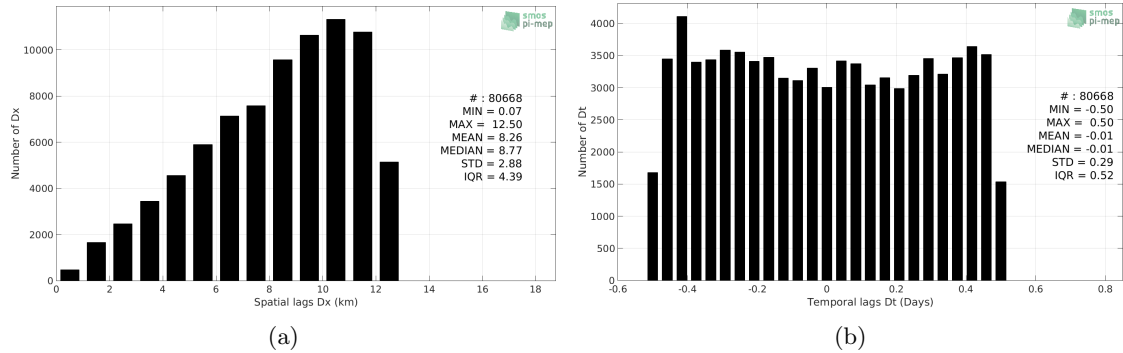 smos
pi-mep
10000
8000
6000
4000
2000
0
Number of Dx
# : 80668
MIN = 0.07
MAX = 12.50
MEAN = 8.26
MEDIAN = 8.77
STD = 2.88
IQR = 4.39
0 2 4 6 8 10 12 14 16 18
Spatial lags Dx (km)
(a)
smos
pi-mep
4000
3500
3000
2500
2000
1500
1000
500
0
Number of Dt
# : 80668
MIN = -0.50
MAX = 0.50
MEAN = -0.01
MEDIAN = -0.01
STD = 0.29
IQR = 0.52
-0.6 -0.4 -0.2 0 0.2 0.4 0.6 0.8
Temporal lags Dt (Days)
(b)